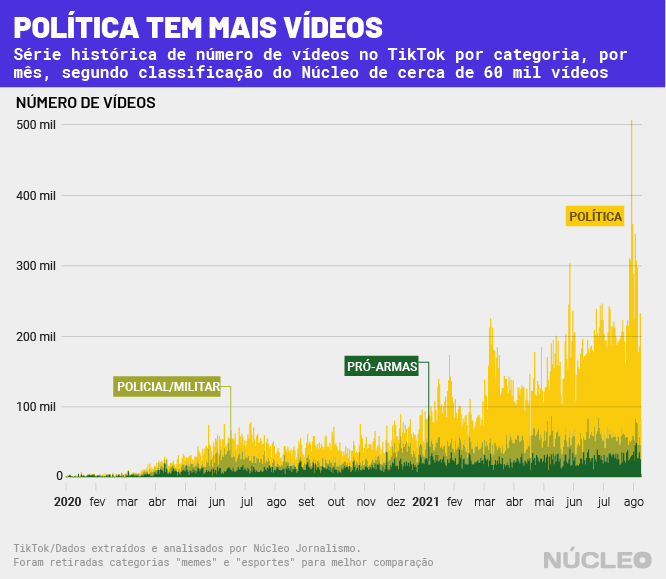 POLÍTICA TEM MAIS VÍDEOS
Série histórica de número de vídeos no TikTok por categoria, por
mês, segundo classificação do Núcleo de cerca de 60 mil vídeos
NÚMERO DE VÍDEOS
500 mil
400 mil
POLÍTICA
300 mil
200 mil
PRÓ-ARMAS
POLICIAL/MILITAR
100 mil
0
2020 fev mar abr mai jun jul ago set out nov dez 2021 fev mar abr mai jun jul ago
TikTok/Dados extraídos e analisados por Núcleo Jornalismo.
Foram retiradas categorias "memes" e "esportes" para melhor comparação
NÚCLEO